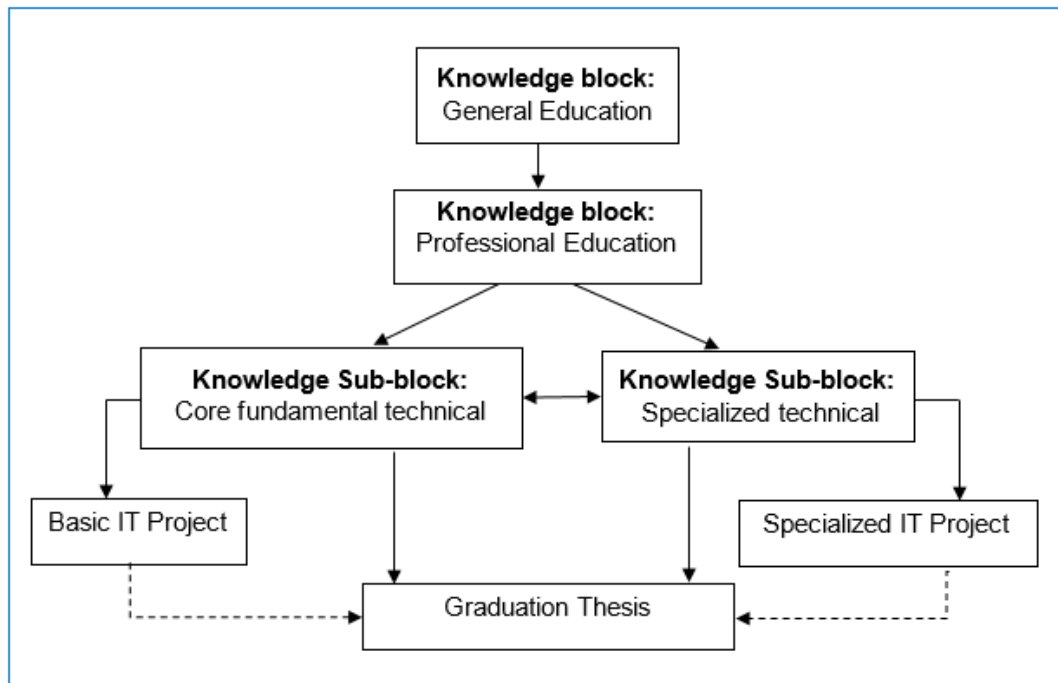 Knowledge block:
General Education
Knowledge block:
Professional Education
Knowledge Sub-block:
Core fundamental technical
Knowledge Sub-block:
Specialized technical
Basic IT Project
Specialized IT Project
Graduation Thesis